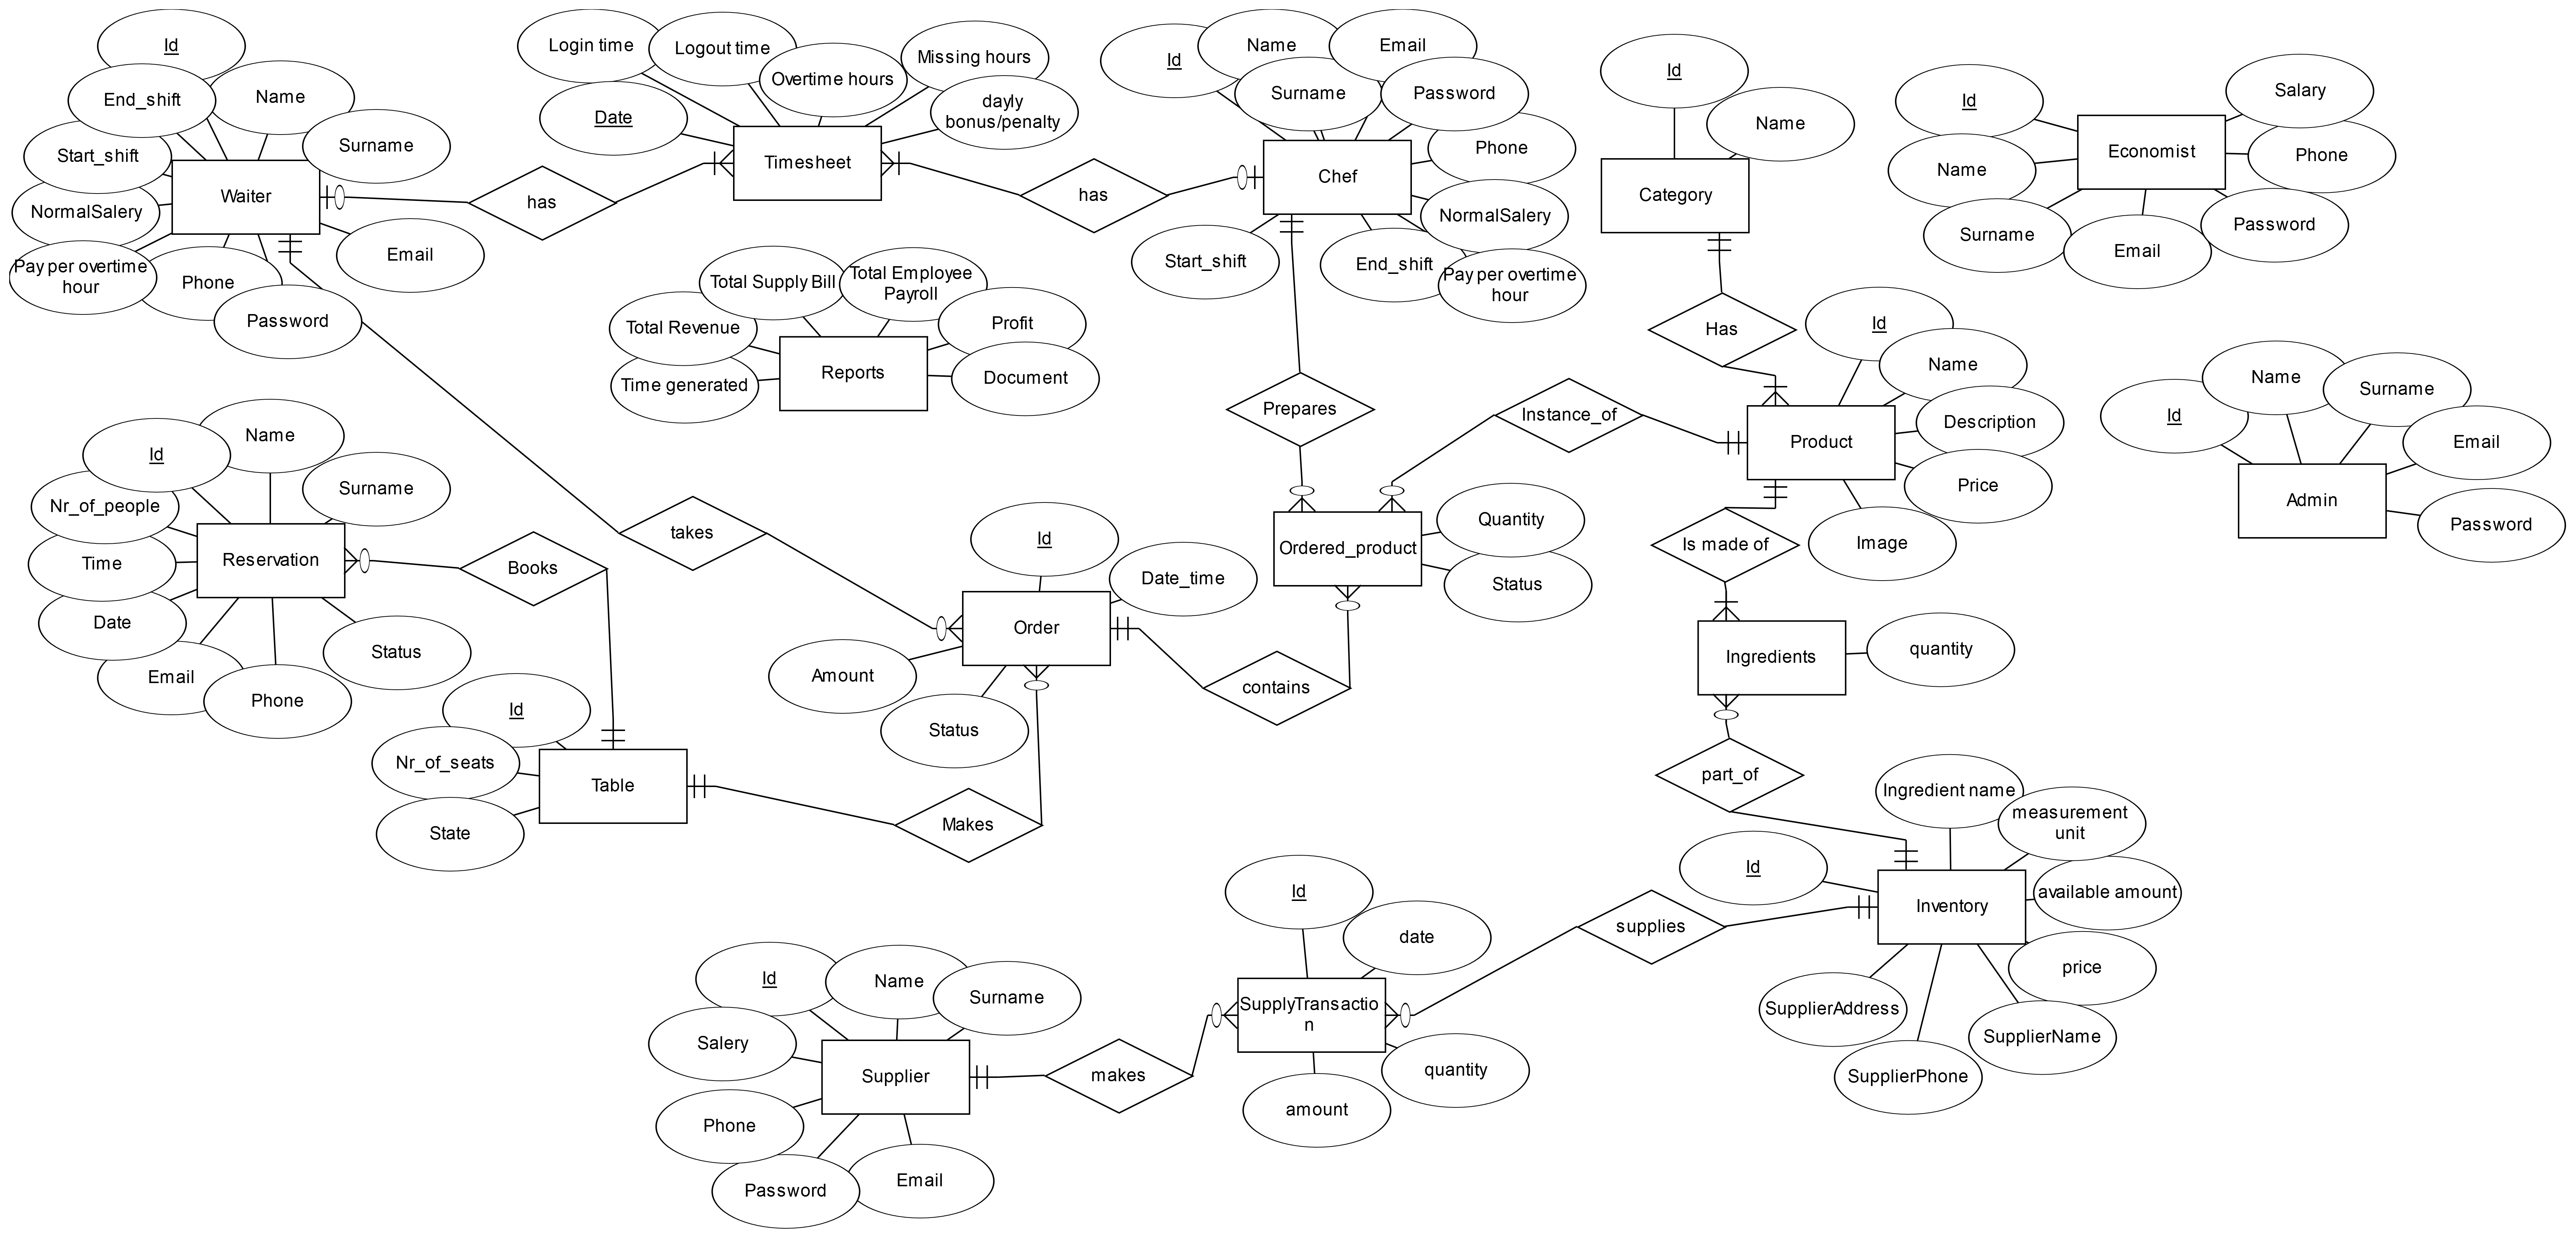 Id
End_shift
Name
Start_shift
Surname
Waiter
NormalSalery
Pay per overtime
hour
Phone
Password
Email
has
Login time
Logout time
Overtime hours
Missing hours
dayly
bonus/penalty
Date
Timesheet
has
Id
Name
Email
Surname
Password
Phone
Chef
NormalSalery
Pay per overtime
hour
Start_shift
End_shift
Id
Name
Category
Has
Id
Name
Surname
Email
Password
Phone
Salary
Economist
Total Supply Bill
Total Employee
Payroll
Total Revenue
Profit
Time generated
Reports
Document
Prepares
Instance_of
Id
Name
Description
Price
Image
Product
Id
Name
Surname
Email
Password
Admin
Id
Name
Surname
Nr_of_people
Time
Date
Email
Phone
Status
Reservation
Books
takes
Id
Date_time
Order
Amount
Status
Ordered_product
Quantity
Status
contains
Is made of
Ingredients
quantity
part_of
Id
Nr_of_seats
State
Table
Makes
Ingredient name
measurement
unit
Id
available amount
Inventory
price
SupplierAddress
SupplierName
SupplierPhone
supplies
Id
date
SupplyTransactio
n
quantity
amount
makes
Id
Name
Surname
Salery
Supplier
Phone
Password
Email